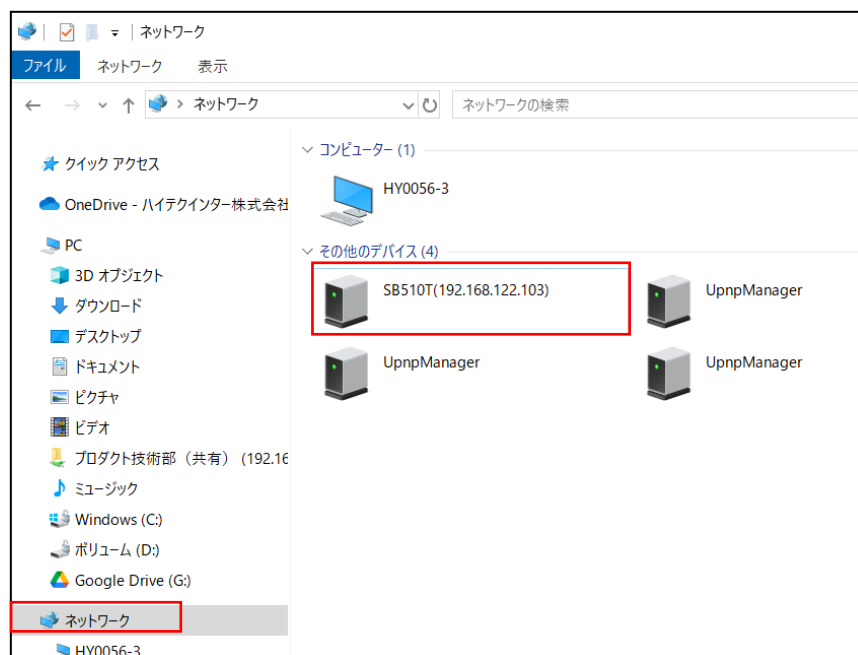 ネットワーク
ファイル ネットワーク 表示
ネットワーク ネットワークの検索
クイック アクセス
OneDrive - ハイテクインター株式会社
PC
3D オブジェクト
ダウンロード
デスクトップ
ドキュメント
ピクチャ
ビデオ
プロダクト技術部（共有） (192.16
ミュージック
Windows (C:)
ボリューム (D:)
Google Drive (G:)
ネットワーク
HY0056-3
コンピューター (1)
HY0056-3
その他のデバイス (4)
SB510T(192.168.122.103) UpnpManager
UpnpManager UpnpManager